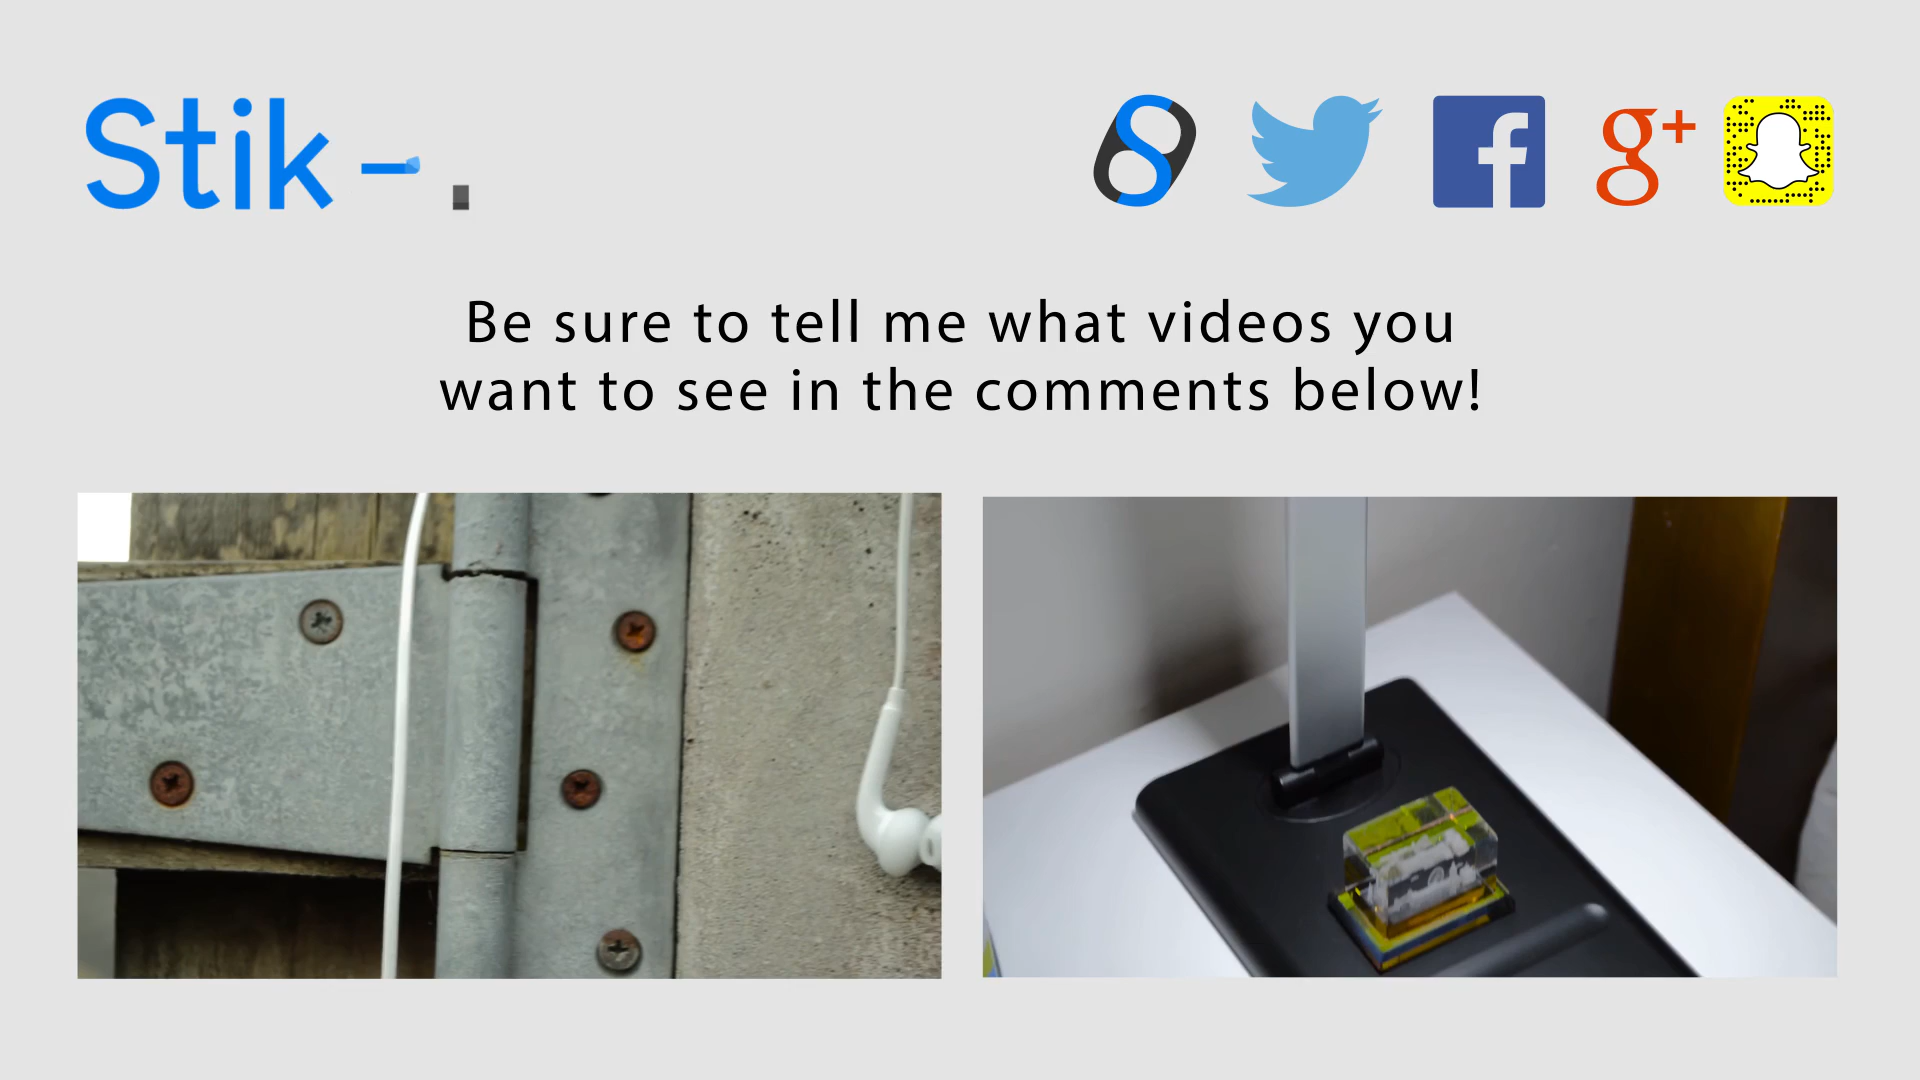 Stik -
g+
Be sure to tell me what videos you
want to see in the comments below!